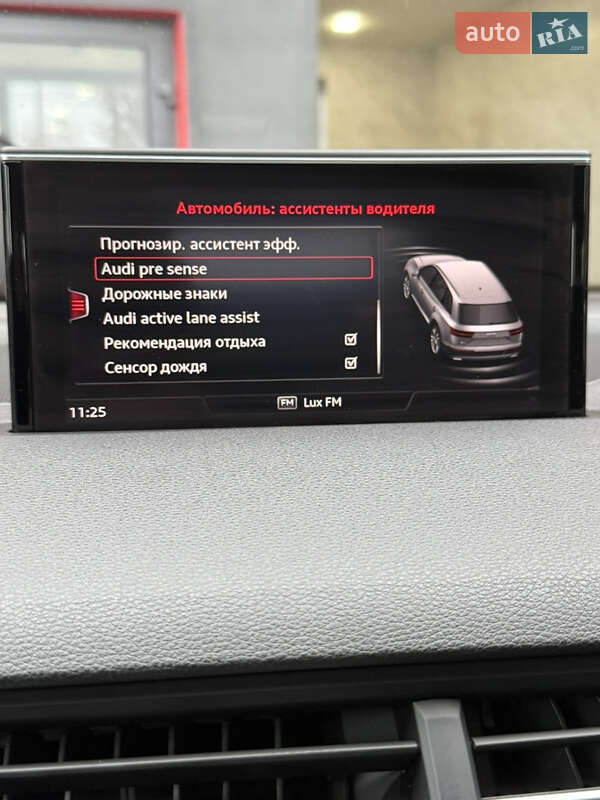 auto RIA .com
Автомобиль: ассистенты водителя
Прогнозир. ассистент эфф.
Audi pre sense
Дорожные знаки
Audi active lane assist
Рекомендация отдыха
Сенсор дождя
11:25
FM Lux FM